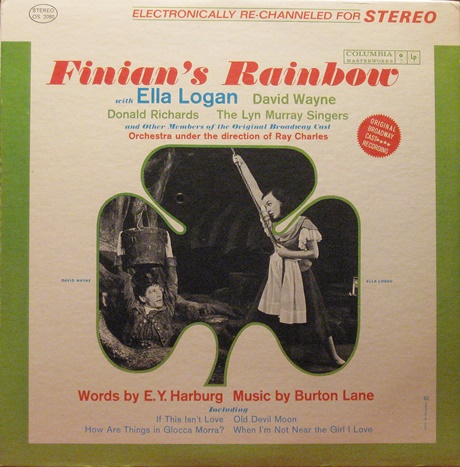 STEREO
OS 2080
ELECTRONICALLY RE-CHANNELED FOR STEREO
COLUMBIA
MASTERWORKS
LP
Finian's Rainbow
with Ella Logan David Wayne
Donald Richards The Lyn Murray Singers
and Other Members of the Original Broadway Cast
Orchestra under the direction of Ray Charles
ORIGINAL
BROADWAY
CAST
RECORDING
DAVID WAYNE
ELLA LOGAN
Words by E.Y. Harburg Music by Burton Lane
Including
If This Isn't Love Old Devil Moon
How Are Things in Glocca Morra? When I'm Not Near the Girl I Love